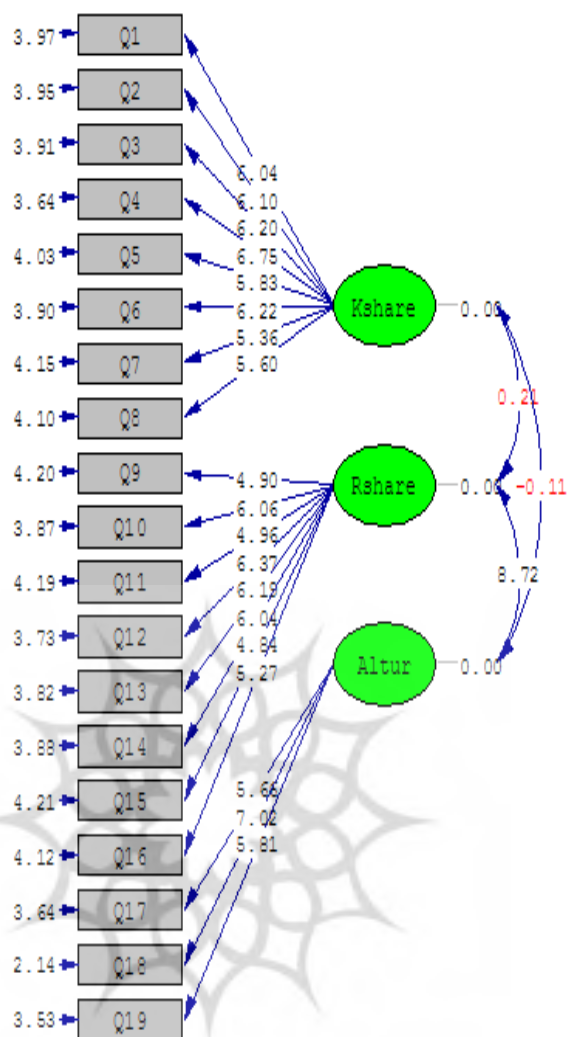 3.97 Q1
3.95 Q2
3.91 Q3
6.04
6.10
6.20
3.64 Q4
6.75
4.03 Q5
5.83
3.90 Q6
6.22
Kshare 0.00
5.36
4.15 Q7
5.60
0.21
4.10 Q8
4.20 Q9
4.90
Rshare 0.00 -0.11
6.06
3.87 Q10
4.96
4.19 Q11
6.37
8.72
6.19
3.73 Q12
6.04
4.84
5.27
Altur 0.00
3.82 Q13
3.88 Q14
4.21 Q15
5.66
7.02
5.81
4.12 Q16
3.64 Q17
2.14 Q18
3.53 Q19